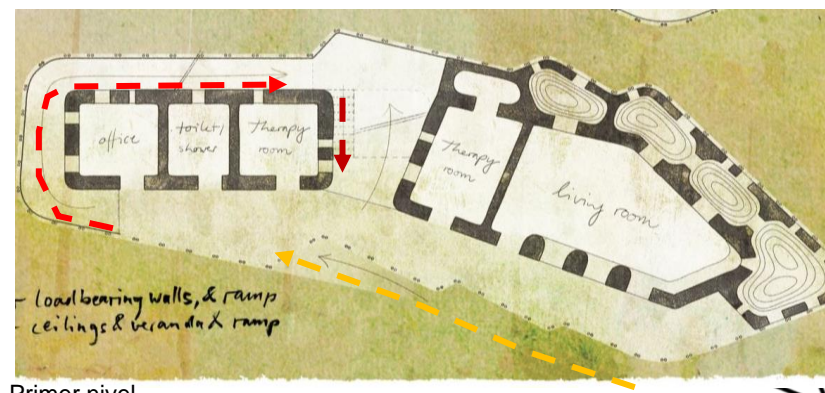 office
toilet/
shower
therapy
room
therapy
room
living room
- loadbearing walls, & ramp
- ceilings & veranda & ramp
Primer nivel